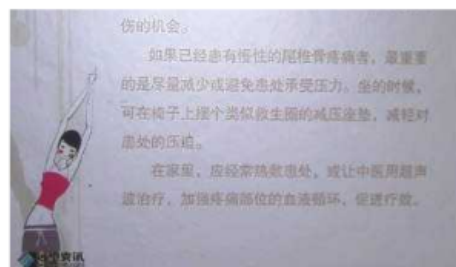 伤的机会。
如果已经患有慢性的尾椎骨疼痛者，最重要
的是尽量减少或避免患处承受压力。坐的时候，
可在椅子上摆个类似救生圈的减压座垫，减轻对
患处的压迫。
在家里，应经常热敷患处，或让中医用超声
波治疗，加强疼痛部位的血液循环，促进疗效。
资讯